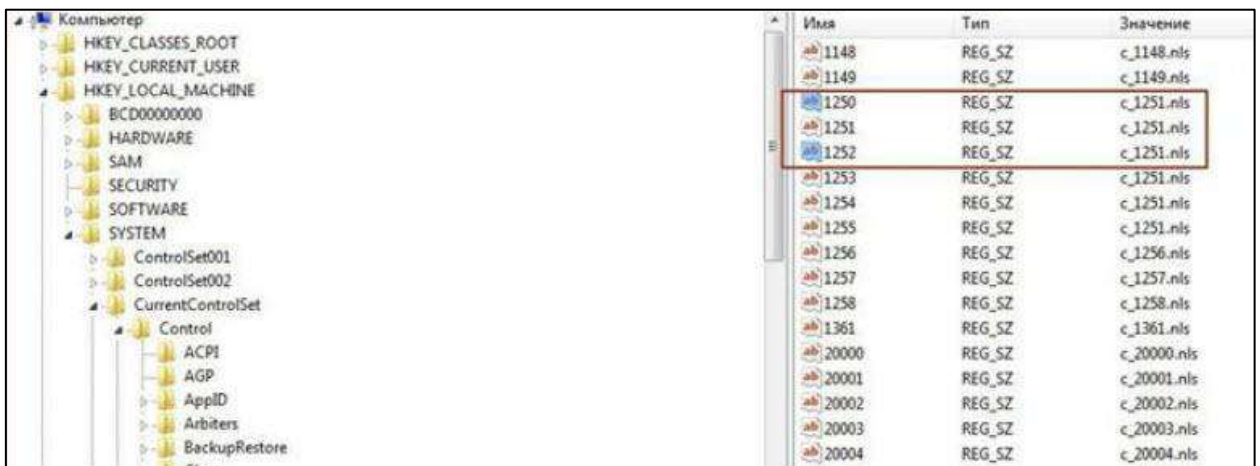 Компьютер
HKEY_CLASSES_ROOT
HKEY_CURRENT_USER
HKEY_LOCAL_MACHINE
BCD00000000
HARDWARE
SAM
SECURITY
SOFTWARE
SYSTEM
ControlSet001
ControlSet002
CurrentControlSet
Control
ACPI
AGP
AppID
Arbiters
BackupRestore
Имя Тип Значение
1148 REG_SZ c_1148.nls
1149 REG_SZ c_1149.nls
1250 REG_SZ c_1251.nls
1251 REG_SZ c_1251.nls
1252 REG_SZ c_1251.nls
1253 REG_SZ c_1251.nls
1254 REG_SZ c_1251.nls
1255 REG_SZ c_1251.nls
1256 REG_SZ c_1256.nls
1257 REG_SZ c_1257.nls
1258 REG_SZ c_1258.nls
1361 REG_SZ c_1361.nls
20000 REG_SZ c_20000.nls
20001 REG_SZ c_20001.nls
20002 REG_SZ c_20002.nls
20003 REG_SZ c_20003.nls
20004 REG_SZ c_20004.nls